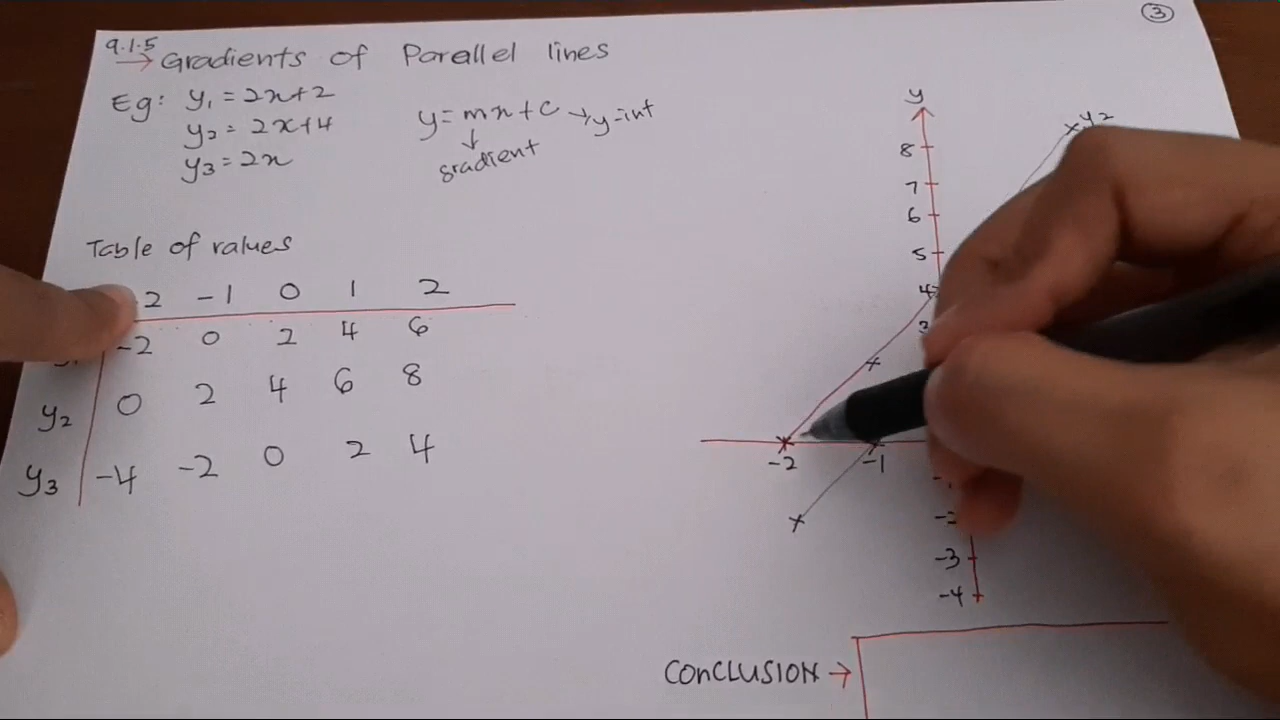 ③
9.1.5
→ Gradients of Parallel lines
Eg: y₁ = 2x+2
y₂ = 2x+4
y₃ = 2x
y = mx + c → y-int
↓
gradient
Table of values
-2 -1 0 1 2
-2 0 2 4 6
y₂ 0 2 4 6 8
y₃ -4 -2 0 2 4
y
y₂
8
7
6
5
4
3
-2 -1
-2
-3
-4
CONCLUSION →